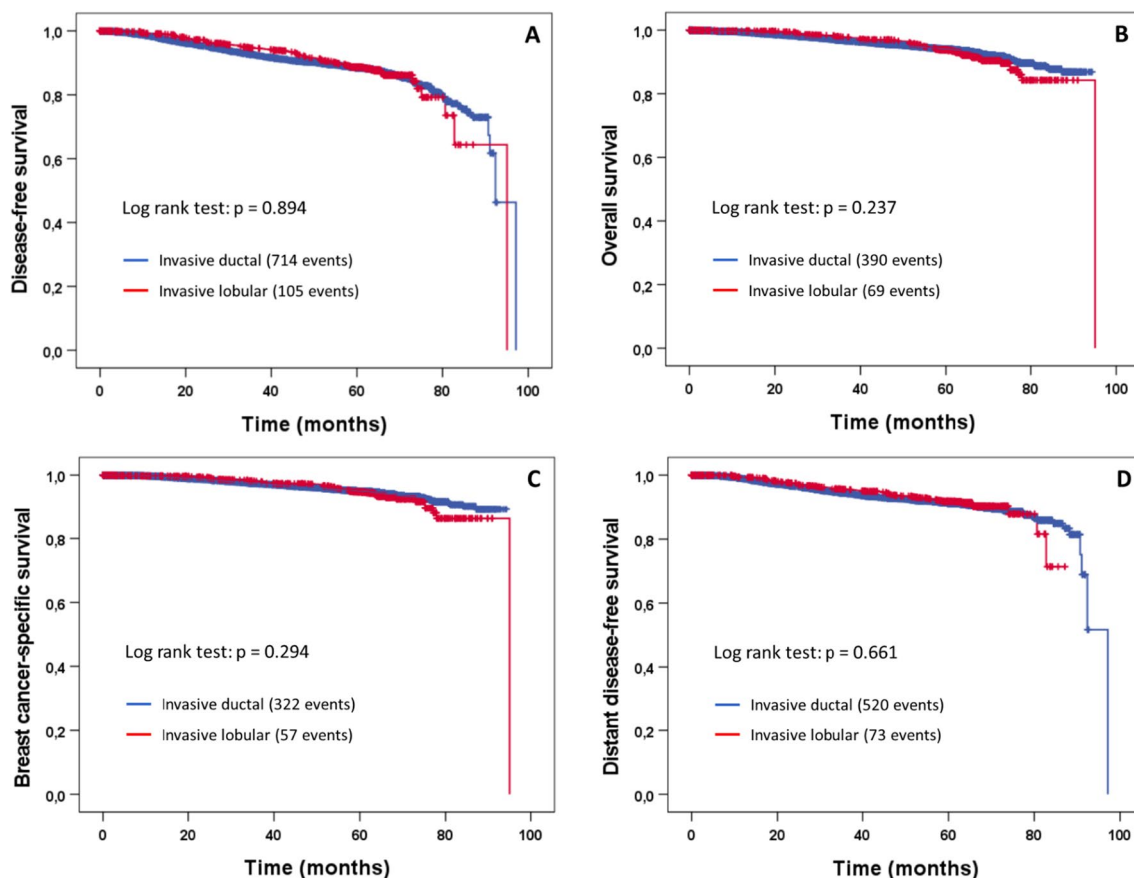 A
Disease-free survival
1,0
0,8
0,6
0,4
0,2
0,0
Log rank test: p = 0.894
Invasive ductal (714 events)
Invasive lobular (105 events)
0 20 40 60 80 100
Time (months)
B
Overall survival
1,0
0,8
0,6
0,4
0,2
0,0
Log rank test: p = 0.237
Invasive ductal (390 events)
Invasive lobular (69 events)
0 20 40 60 80 100
Time (months)
C
Breast cancer-specific survival
1,0
0,8
0,6
0,4
0,2
0,0
Log rank test: p = 0.294
Invasive ductal (322 events)
Invasive lobular (57 events)
0 20 40 60 80 100
Time (months)
D
Distant disease-free survival
1,0
0,8
0,6
0,4
0,2
0,0
Log rank test: p = 0.661
Invasive ductal (520 events)
Invasive lobular (73 events)
0 20 40 60 80 100
Time (months)